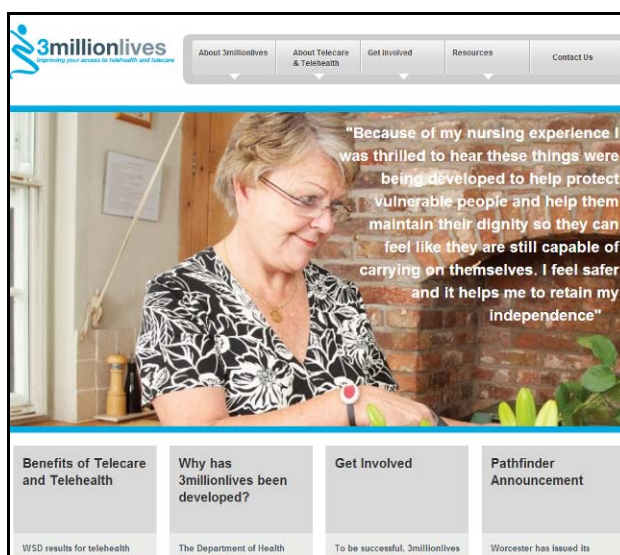 3millionlives
Improving your access to telehealth and telecare
About 3millionlives
About Telecare
& Telehealth
Get Involved
Resources
Contact Us
"Because of my nursing experience I
was thrilled to hear these things were
being developed to help protect
vulnerable people and help them
maintain their dignity so they can
feel like they are still capable of
carrying on themselves. I feel safer
and it helps me to retain my
independence"
Benefits of Telecare
and Telehealth
Why has
3millionlives been
developed?
Get Involved
Pathfinder
Announcement
WSD results for telehealth
The Department of Health
To be successful, 3millionlives
Worcester has issued its